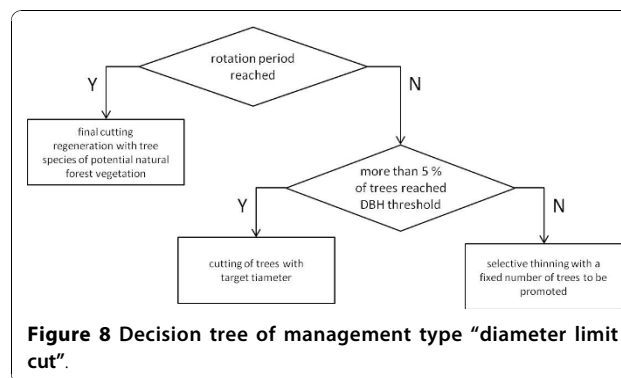 rotation period
reached
Y
N
final cutting
regeneration with tree
species of potential natural
forest vegetation
more than 5 %
of trees reached
DBH threshold
Y
N
cutting of trees with
target tiameter
selective thinning with a
fixed number of trees to be
promoted
Figure 8 Decision tree of management type “diameter limit
cut”.